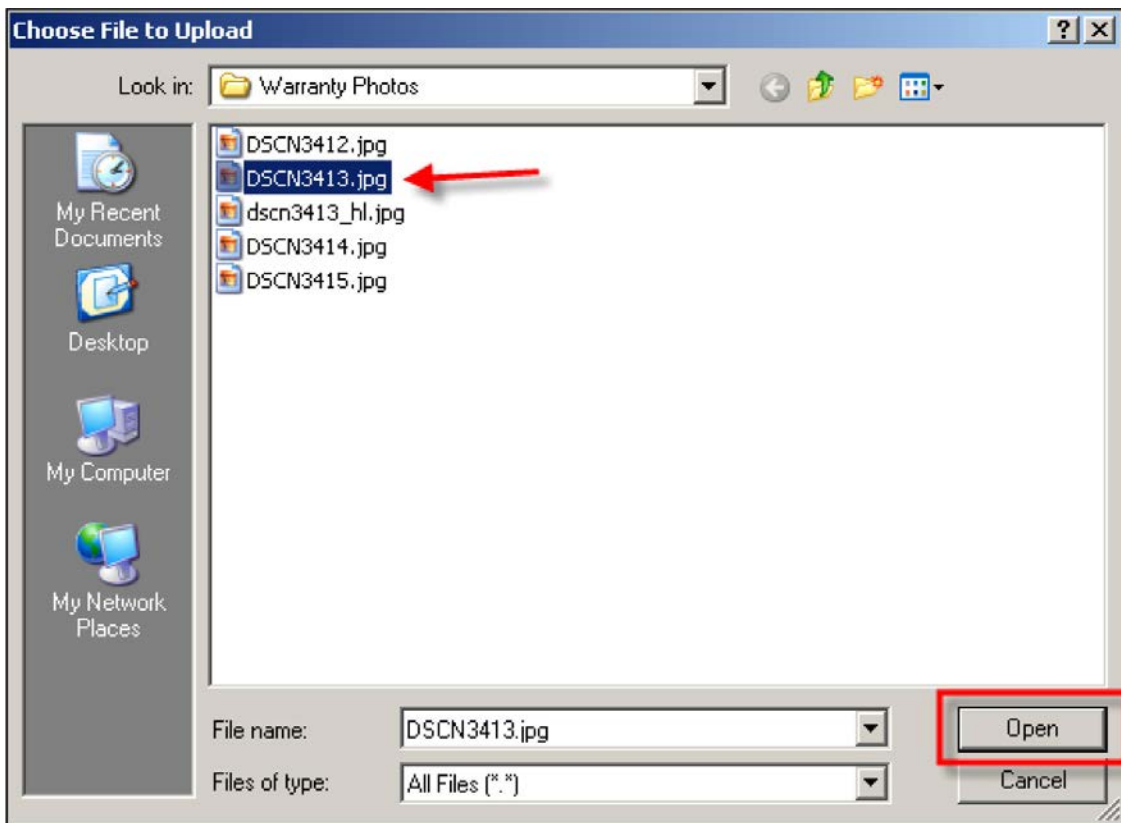 Choose File to Upload
Look in:
Warranty Photos
My Recent
Documents
Desktop
My Computer
My Network
Places
DSCN3412.jpg
DSCN3413.jpg
dscn3413_hl.jpg
DSCN3414.jpg
DSCN3415.jpg
File name:
DSCN3413.jpg
Open
Files of type:
All Files (*.*)
Cancel